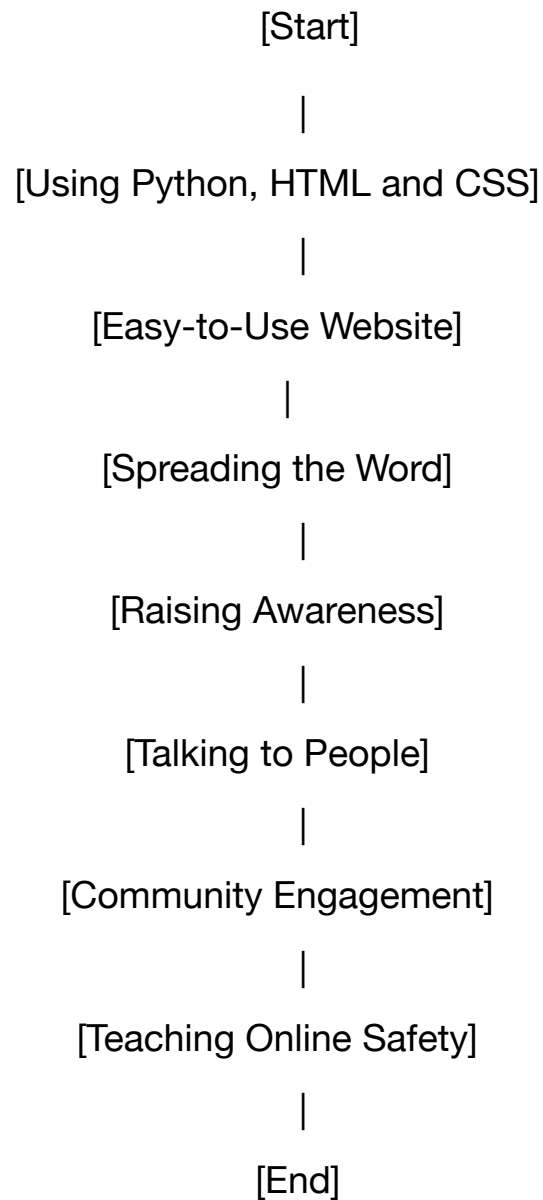 [Start]
|
[Using Python, HTML and CSS]
|
[Easy-to-Use Website]
|
[Spreading the Word]
|
[Raising Awareness]
|
[Talking to People]
|
[Community Engagement]
|
[Teaching Online Safety]
|
[End]